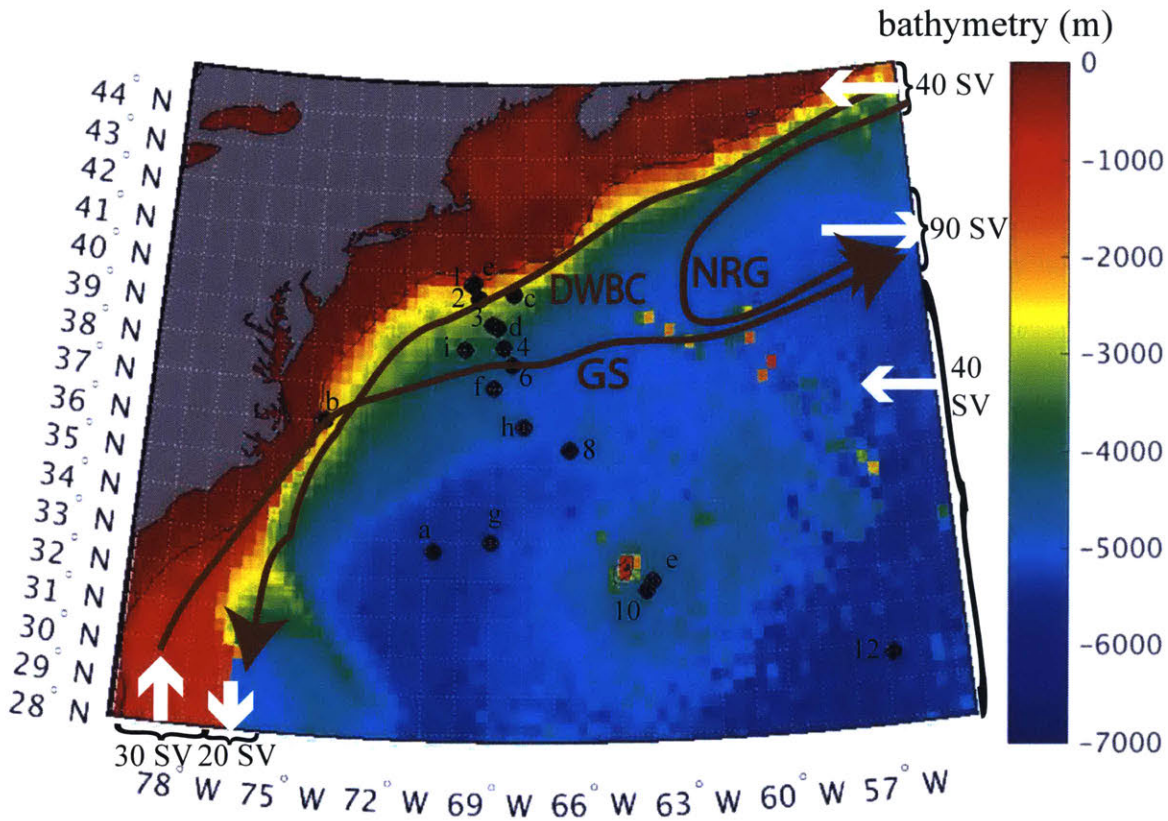 bathymetry (m)
0
-1000
-2000
-3000
-4000
-5000
-6000
-7000
44° N
43° N
42° N
41° N
40° N
39° N
38° N
37° N
36° N
35° N
34° N
33° N
32° N
31° N
30° N
29° N
28° N
40 SV
90 SV
40
SV
NRG
DWBC
GS
1 e
2 c
3 d
i 4
6
f
b
h
8
g
a
e
10
12
30 SV 20 SV
78° W 75° W 72° W 69° W 66° W 63° W 60° W 57° W